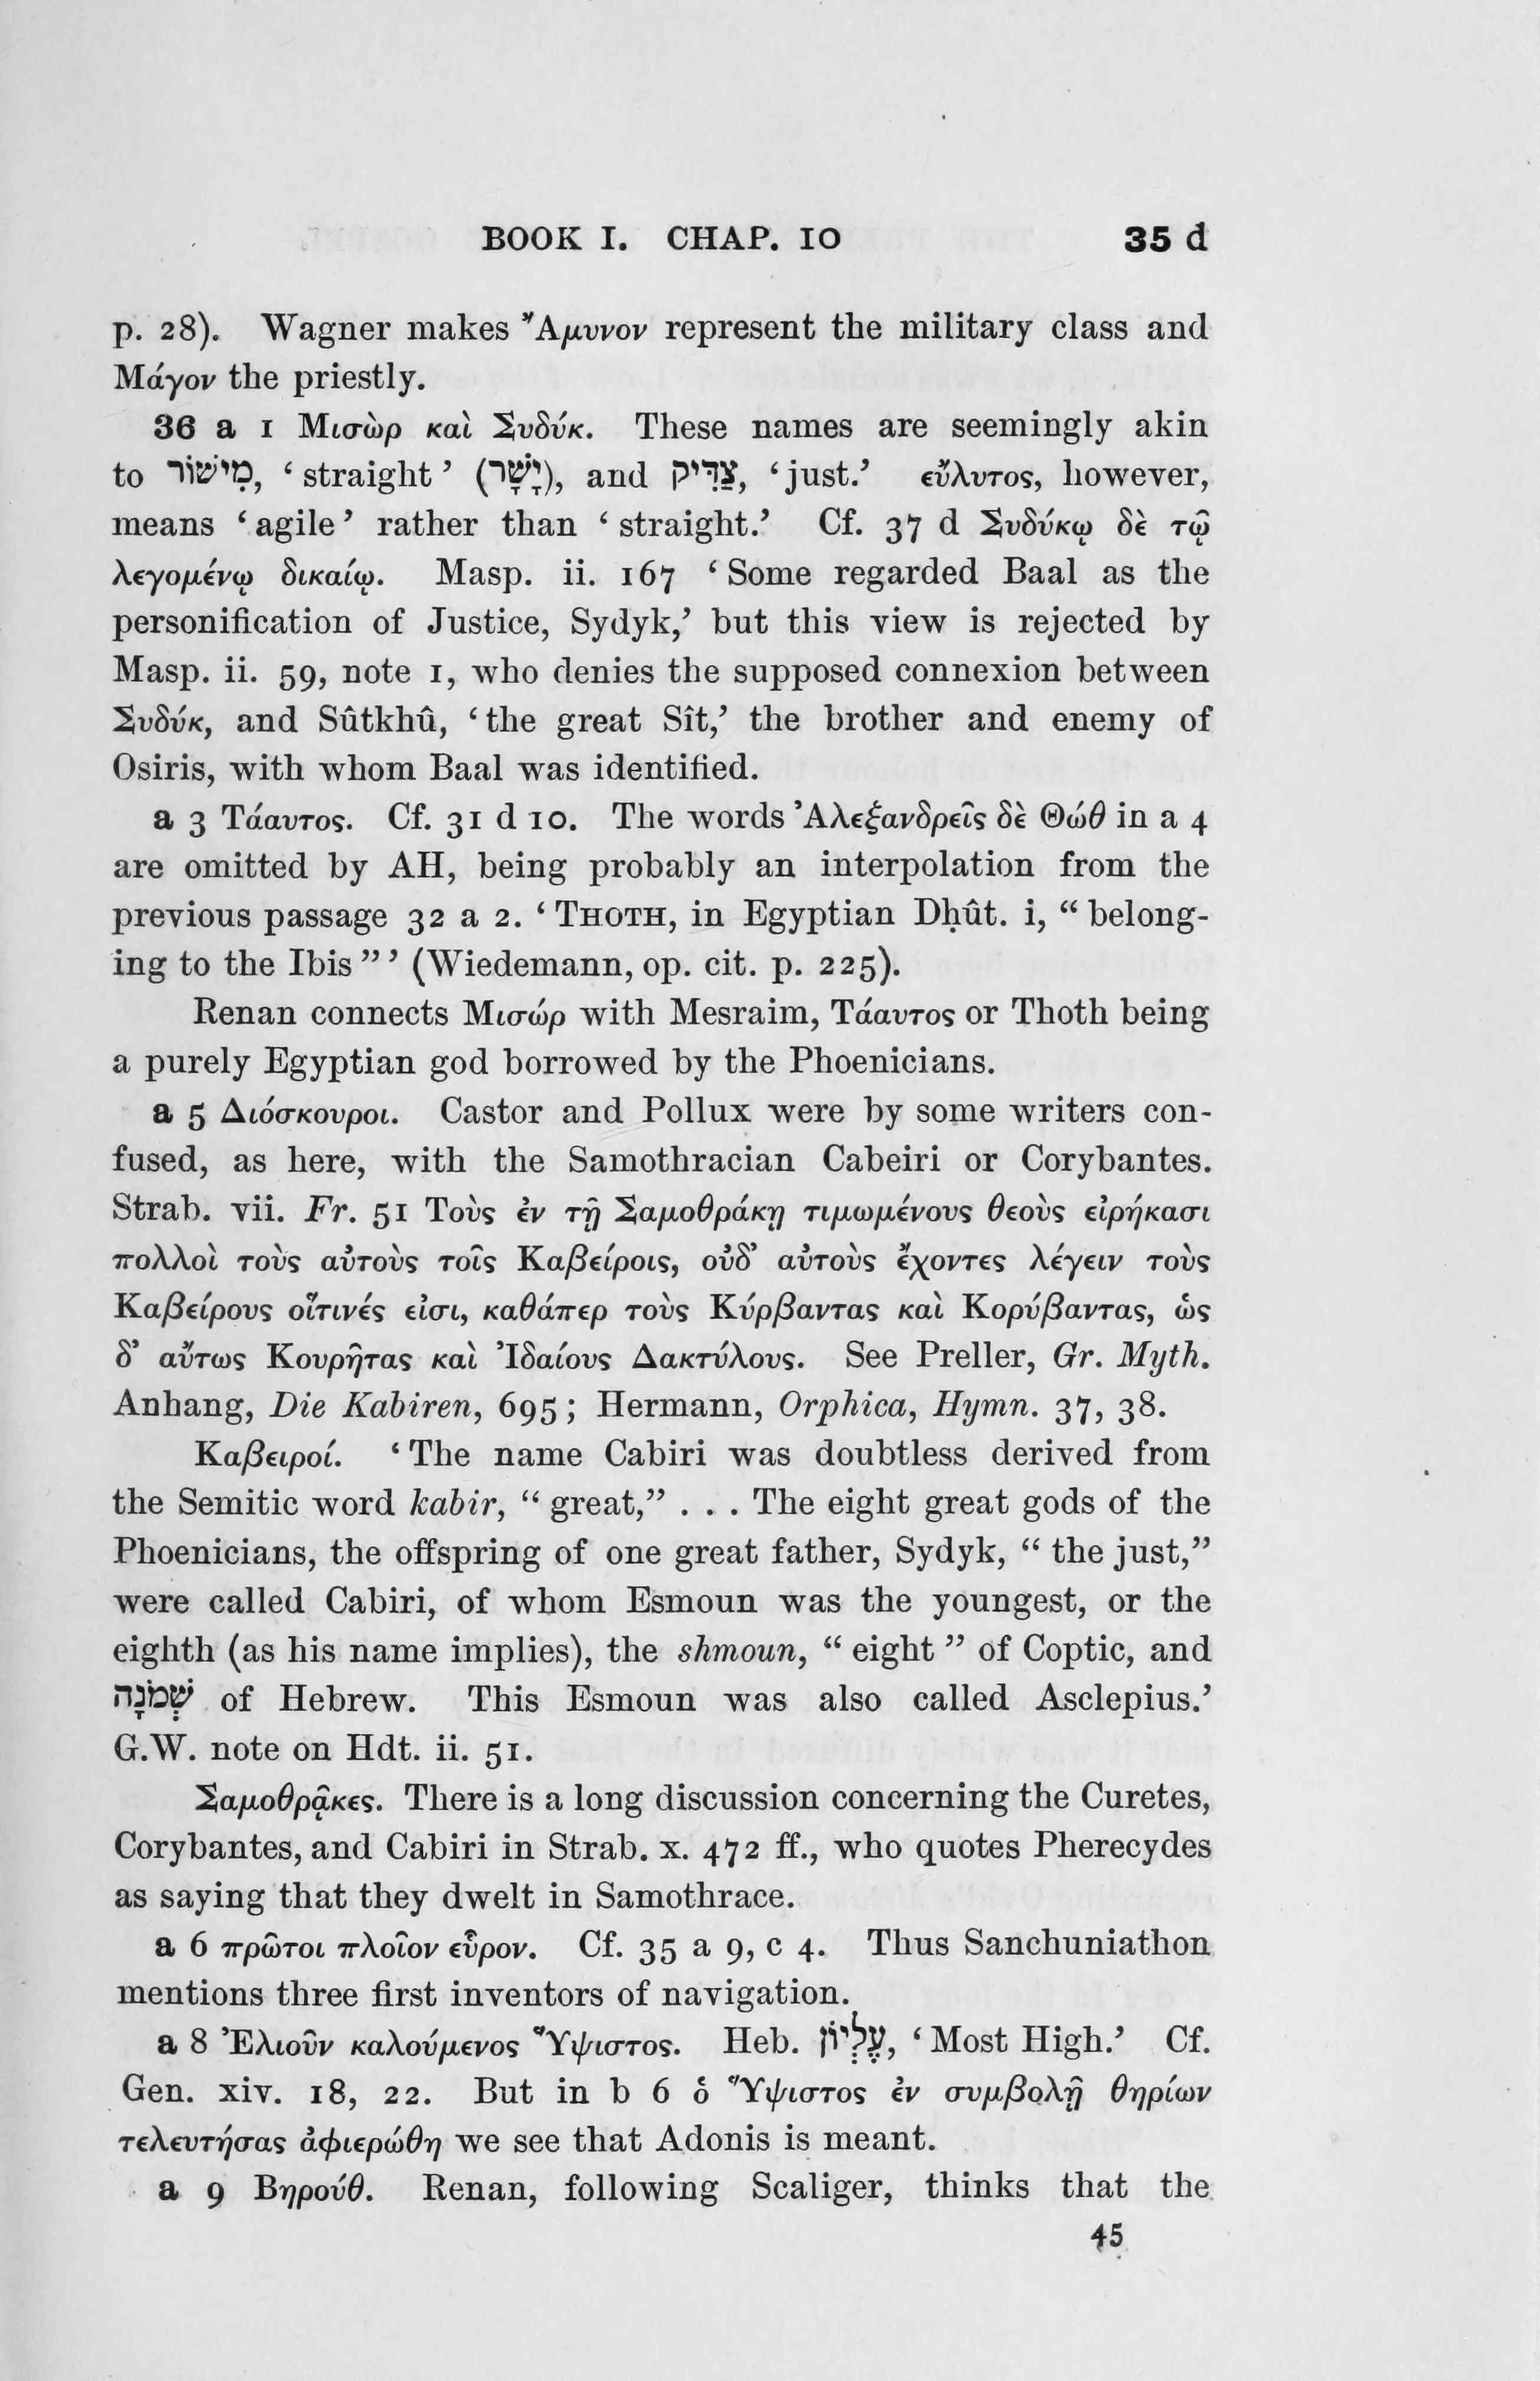 BOOK I. CHAP. 10 35 d
p. 28). Wagner makes Ἄμυνον represent the military class and
Μάγον the priestly.
36 a 1 Μισὼρ καὶ Συδύκ. These names are seemingly akin
to מִישׁוֹר, ‘ straight ’ (יָשָׁר), and צַדִּיק, ‘ just.’ εὔλυτος, however,
means ‘ agile ’ rather than ‘ straight.’ Cf. 37 d Συδύκῳ δὲ τῷ
λεγομένῳ δικαίῳ. Masp. ii. 167 ‘ Some regarded Baal as the
personification of Justice, Sydyk,’ but this view is rejected by
Masp. ii. 59, note 1, who denies the supposed connexion between
Συδύκ, and Sûtkhû, ‘ the great Sît,’ the brother and enemy of
Osiris, with whom Baal was identified.
a 3 Τάαυτος. Cf. 31 d 10. The words Ἀλεξανδρεῖς δὲ Θώθ in a 4
are omitted by AH, being probably an interpolation from the
previous passage 32 a 2. ‘ THOTH, in Egyptian Dḥût. i, “ belong-
ing to the Ibis ” ’ (Wiedemann, op. cit. p. 225).
Renan connects Μισώρ with Mesraim, Τάαυτος or Thoth being
a purely Egyptian god borrowed by the Phoenicians.
a 5 Διόσκουροι. Castor and Pollux were by some writers con-
fused, as here, with the Samothracian Cabeiri or Corybantes.
Strab. vii. Fr. 51 Τοὺς ἐν τῇ Σαμοθράκῃ τιμωμένους θεοὺς εἰρήκασι
πολλοὶ τοὺς αὐτοὺς τοῖς Καβείροις, οὐδ’ αὐτοὺς ἔχοντες λέγειν τοὺς
Καβείρους οἵτινές εἰσι, καθάπερ τοὺς Κύρβαντας καὶ Κορύβαντας, ὡς
δ’ αὔτως Κουρῆτας καὶ Ἰδαίους Δακτύλους. See Preller, Gr. Myth.
Anhang, Die Kabiren, 695 ; Hermann, Orphica, Hymn. 37, 38.
Καβειροί. ‘ The name Cabiri was doubtless derived from
the Semitic word kabir, “ great,” . . . The eight great gods of the
Phoenicians, the offspring of one great father, Sydyk, “ the just,”
were called Cabiri, of whom Esmoun was the youngest, or the
eighth (as his name implies), the shmoun, “ eight ” of Coptic, and
שְׁמֹנָה of Hebrew. This Esmoun was also called Asclepius.’
G.W. note on Hdt. ii. 51.
Σαμοθρᾷκες. There is a long discussion concerning the Curetes,
Corybantes, and Cabiri in Strab. x. 472 ff., who quotes Pherecydes
as saying that they dwelt in Samothrace.
a 6 πρῶτοι πλοῖον εὗρον. Cf. 35 a 9, c 4. Thus Sanchuniathon
mentions three first inventors of navigation.
a 8 Ἐλιοῦν καλούμενος Ὕψιστος. Heb. עֶלְיוֹן, ‘ Most High.’ Cf.
Gen. xiv. 18, 22. But in b 6 ὁ Ὕψιστος ἐν συμβολῇ θηρίων
τελευτήσας ἀφιερώθη we see that Adonis is meant.
a 9 Βηρούθ. Renan, following Scaliger, thinks that the
45